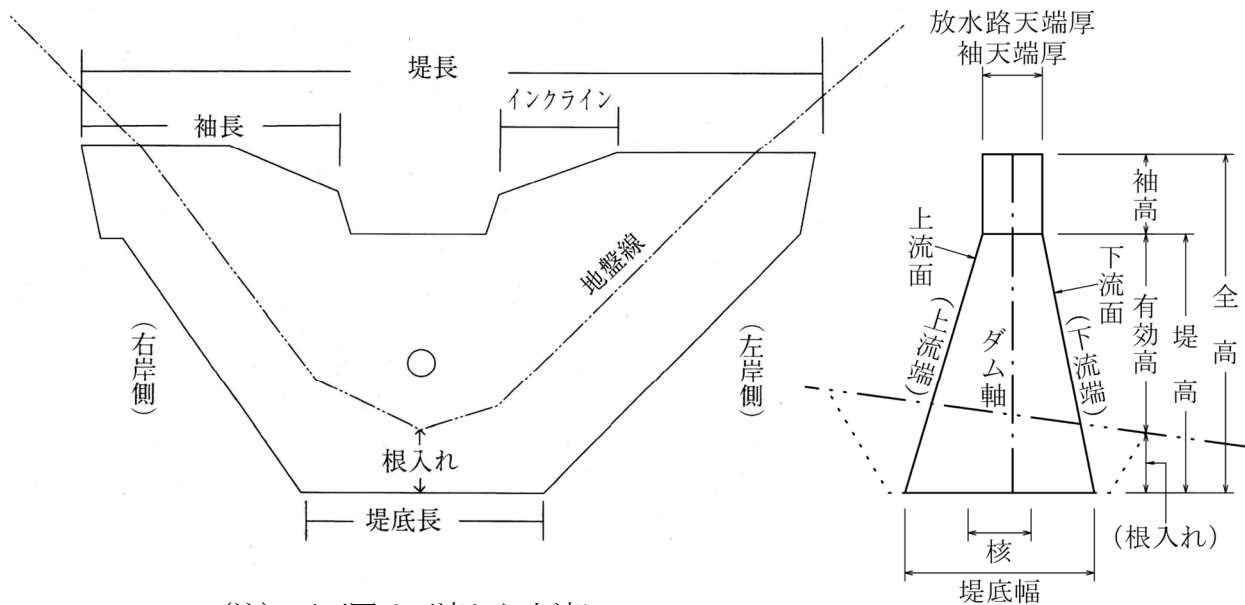 堤長
インクライン
袖長
地盤線
(右岸側)
(左岸側)
根入れ
堤底長
放水路天端厚
袖天端厚
袖高
上流面
下流面
(上流端)
(下流端)
ダム軸
有効高
堤高
全高
(根入れ)
核
堤底幅